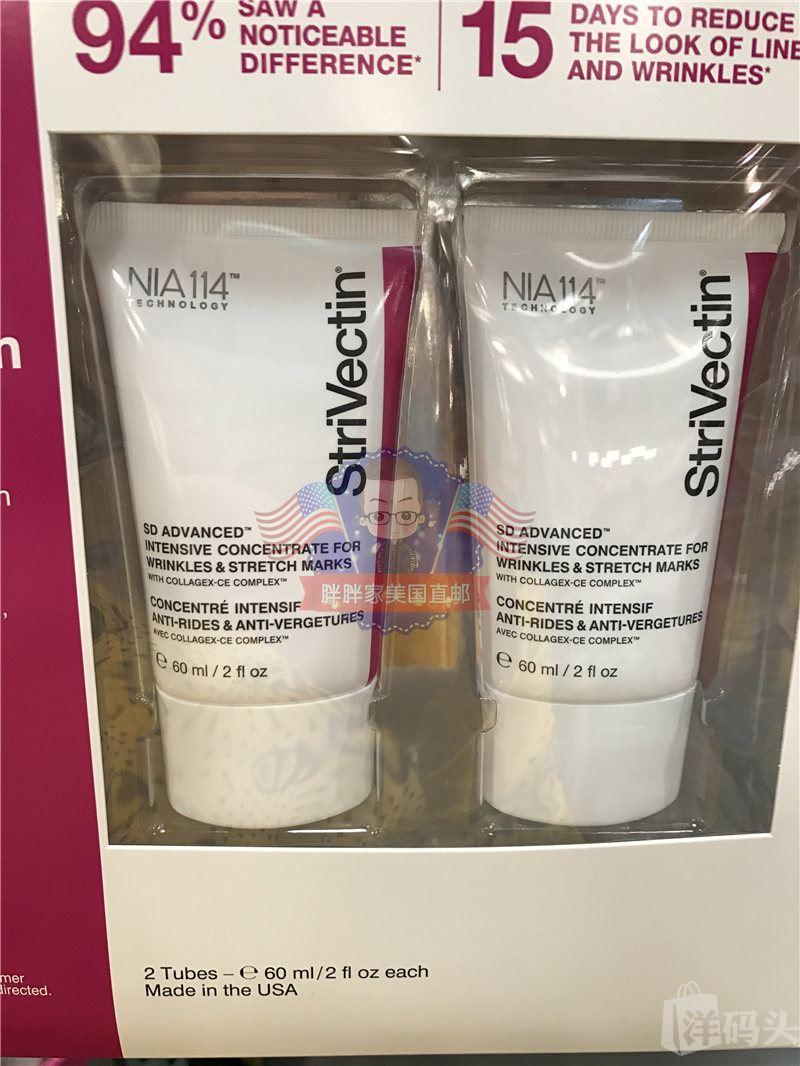 94%
SAW A
NOTICEABLE
DIFFERENCE*
15
DAYS TO REDUCE
THE LOOK OF LINE
AND WRINKLES*
NIA114™
TECHNOLOGY
StriVectin®
SD ADVANCED™
INTENSIVE CONCENTRATE FOR
WRINKLES & STRETCH MARKS
WITH COLLAGEX-CE COMPLEX™
CONCENTRÉ INTENSIF
ANTI-RIDES & ANTI-VERGETURES
AVEC COLLAGEX-CE COMPLEX™
℮ 60 ml / 2 fl oz
NIA114™
TECHNOLOGY
StriVectin®
SD ADVANCED™
INTENSIVE CONCENTRATE FOR
WRINKLES & STRETCH MARKS
WITH COLLAGEX-CE COMPLEX™
CONCENTRÉ INTENSIF
ANTI-RIDES & ANTI-VERGETURES
AVEC COLLAGEX-CE COMPLEX™
℮ 60 ml / 2 fl oz
胖胖家美国直邮
2 Tubes – ℮ 60 ml/2 fl oz each
Made in the USA
mer
directed.
洋码头